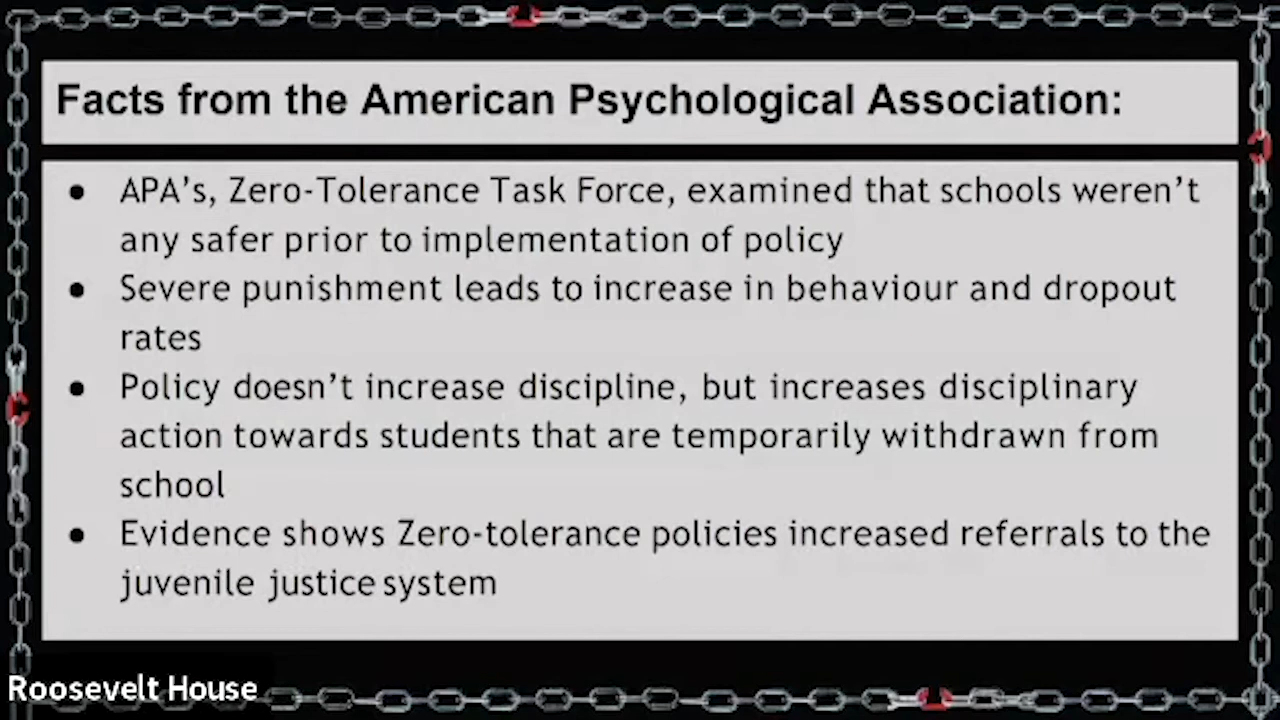 Facts from the American Psychological Association:
● APA's, Zero-Tolerance Task Force, examined that schools weren't
any safer prior to implementation of policy
● Severe punishment leads to increase in behaviour and dropout
rates
● Policy doesn't increase discipline, but increases disciplinary
action towards students that are temporarily withdrawn from
school
● Evidence shows Zero-tolerance policies increased referrals to the
juvenile justice system
Roosevelt House